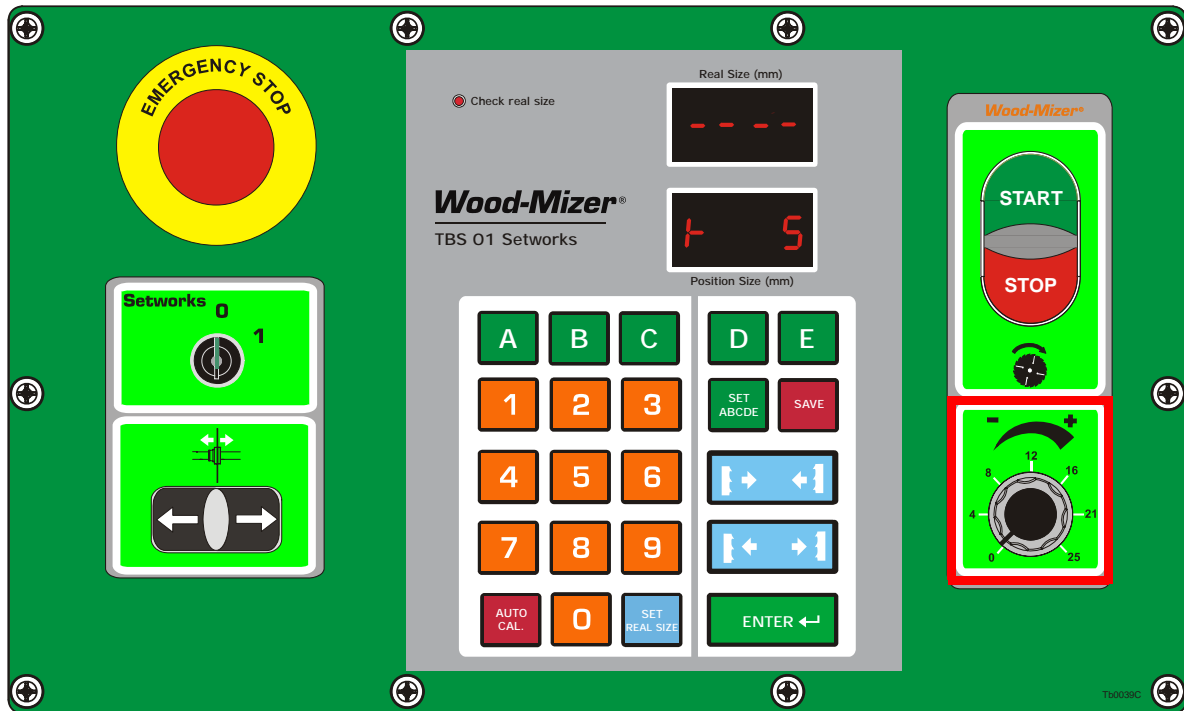 EMERGENCY STOP
Check real size
Real Size (mm)
- - - -
Wood-Mizer®
TBS 01 Setworks
⊦ 5
Position Size (mm)
Setworks
0
1
A B C D E
1 2 3
SET
ABCDE
SAVE
4 5 6
7 8 9
AUTO
CAL.
0
SET
REAL SIZE
ENTER
Wood-Mizer®
START
STOP
- +
0 4 8 12 16 21 25
Tb0039C